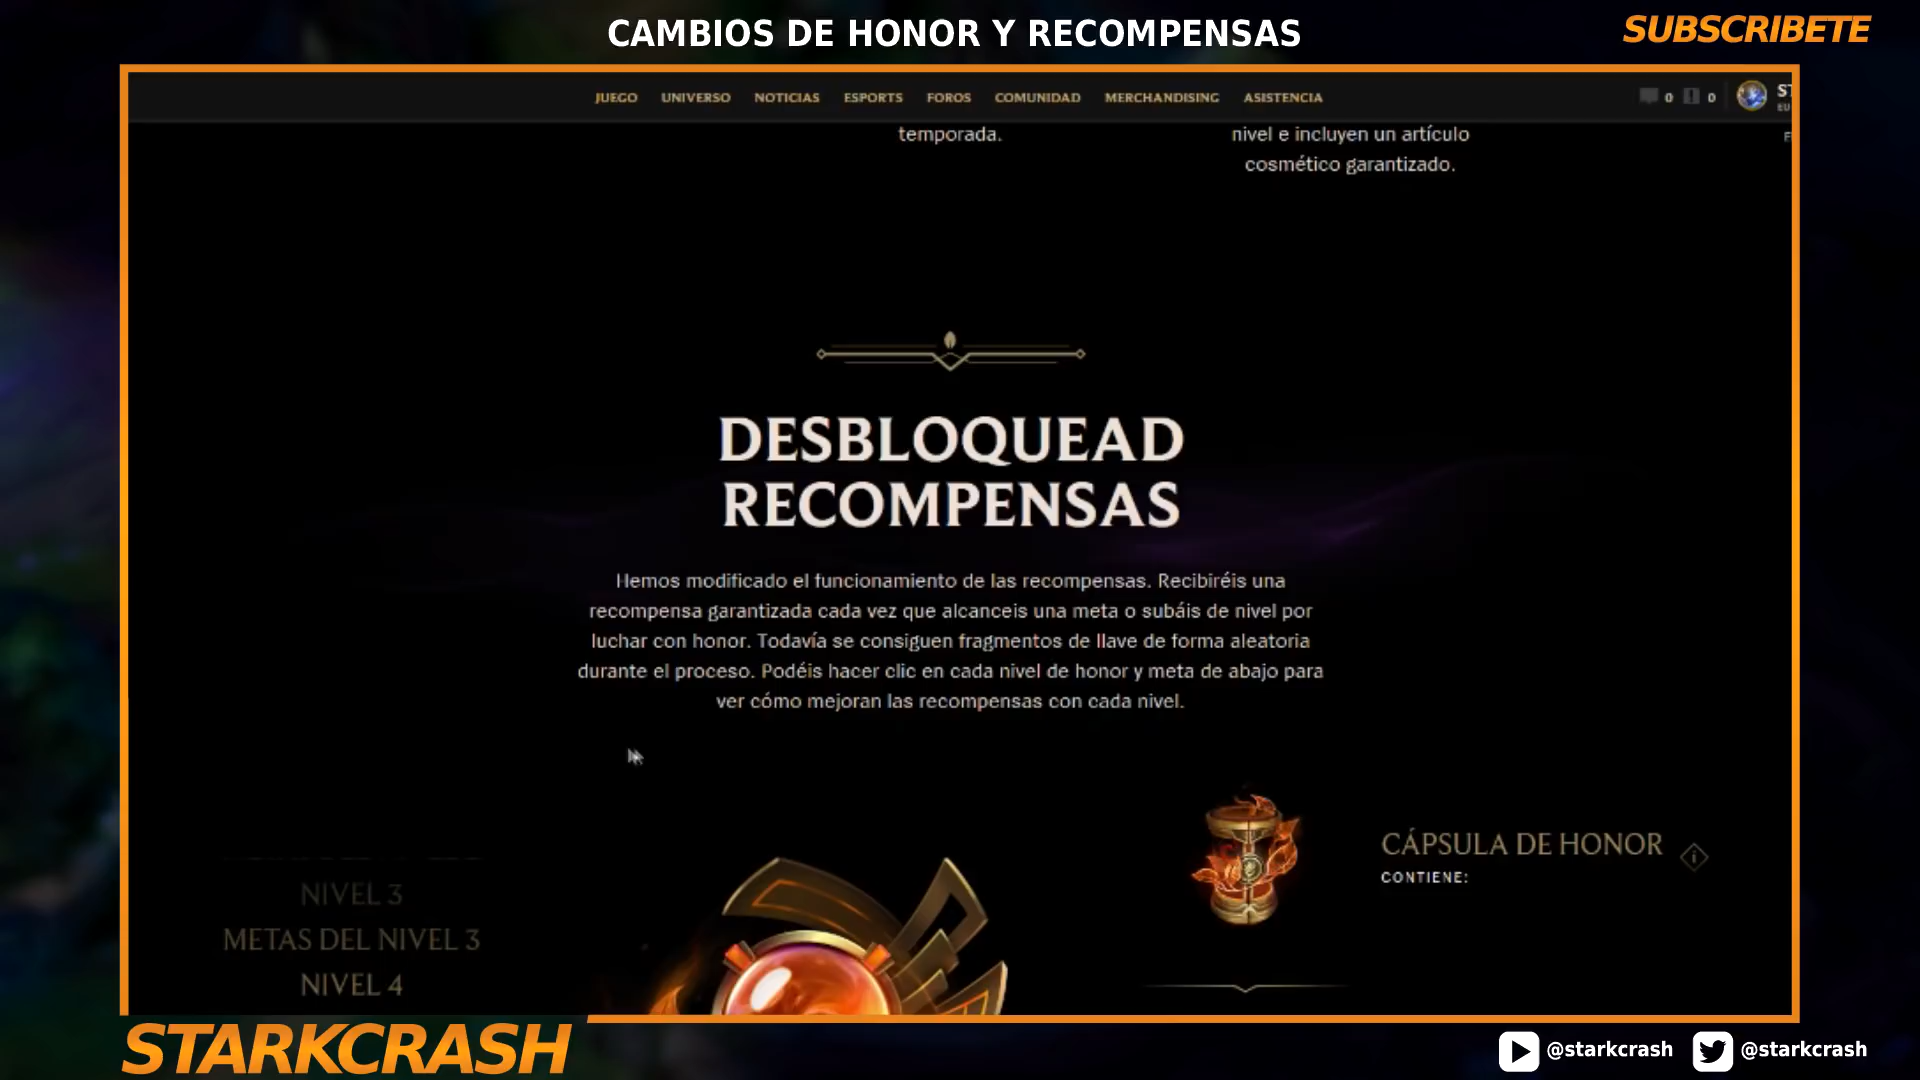 CAMBIOS DE HONOR Y RECOMPENSAS
SUBSCRIBETE
JUEGO UNIVERSO NOTICIAS ESPORTS FOROS COMUNIDAD MERCHANDISING ASISTENCIA
0 0 ST
EU
temporada.
nivel e incluyen un artículo
cosmético garantizado.
DESBLOQUEAD
RECOMPENSAS
Hemos modificado el funcionamiento de las recompensas. Recibiréis una
recompensa garantizada cada vez que alcanceis una meta o subáis de nivel por
luchar con honor. Todavía se consiguen fragmentos de llave de forma aleatoria
durante el proceso. Podéis hacer clic en cada nivel de honor y meta de abajo para
ver cómo mejoran las recompensas con cada nivel.
NIVEL 3
METAS DEL NIVEL 3
NIVEL 4
CÁPSULA DE HONOR
CONTIENE:
STARKCRASH
@starkcrash
@starkcrash